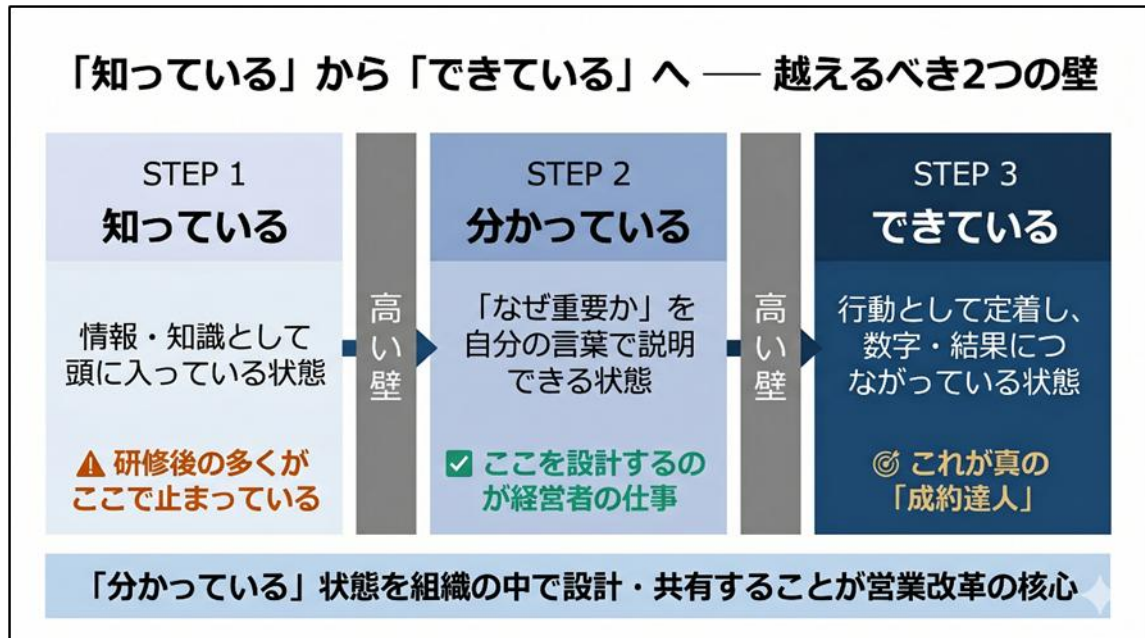 「知っている」から「できている」へ ── 越えるべき2つの壁
STEP 1
知っている
情報・知識として
頭に入っている状態
研修後の多くが
ここで止まっている
高い壁
STEP 2
分かっている
「なぜ重要か」を
自分の言葉で説明
できる状態
ここを設計するの
が経営者の仕事
高い壁
STEP 3
できている
行動として定着し、
数字・結果につ
ながっている状態
これが真の
「成約達人」
「分かっている」状態を組織の中で設計・共有することが営業改革の核心